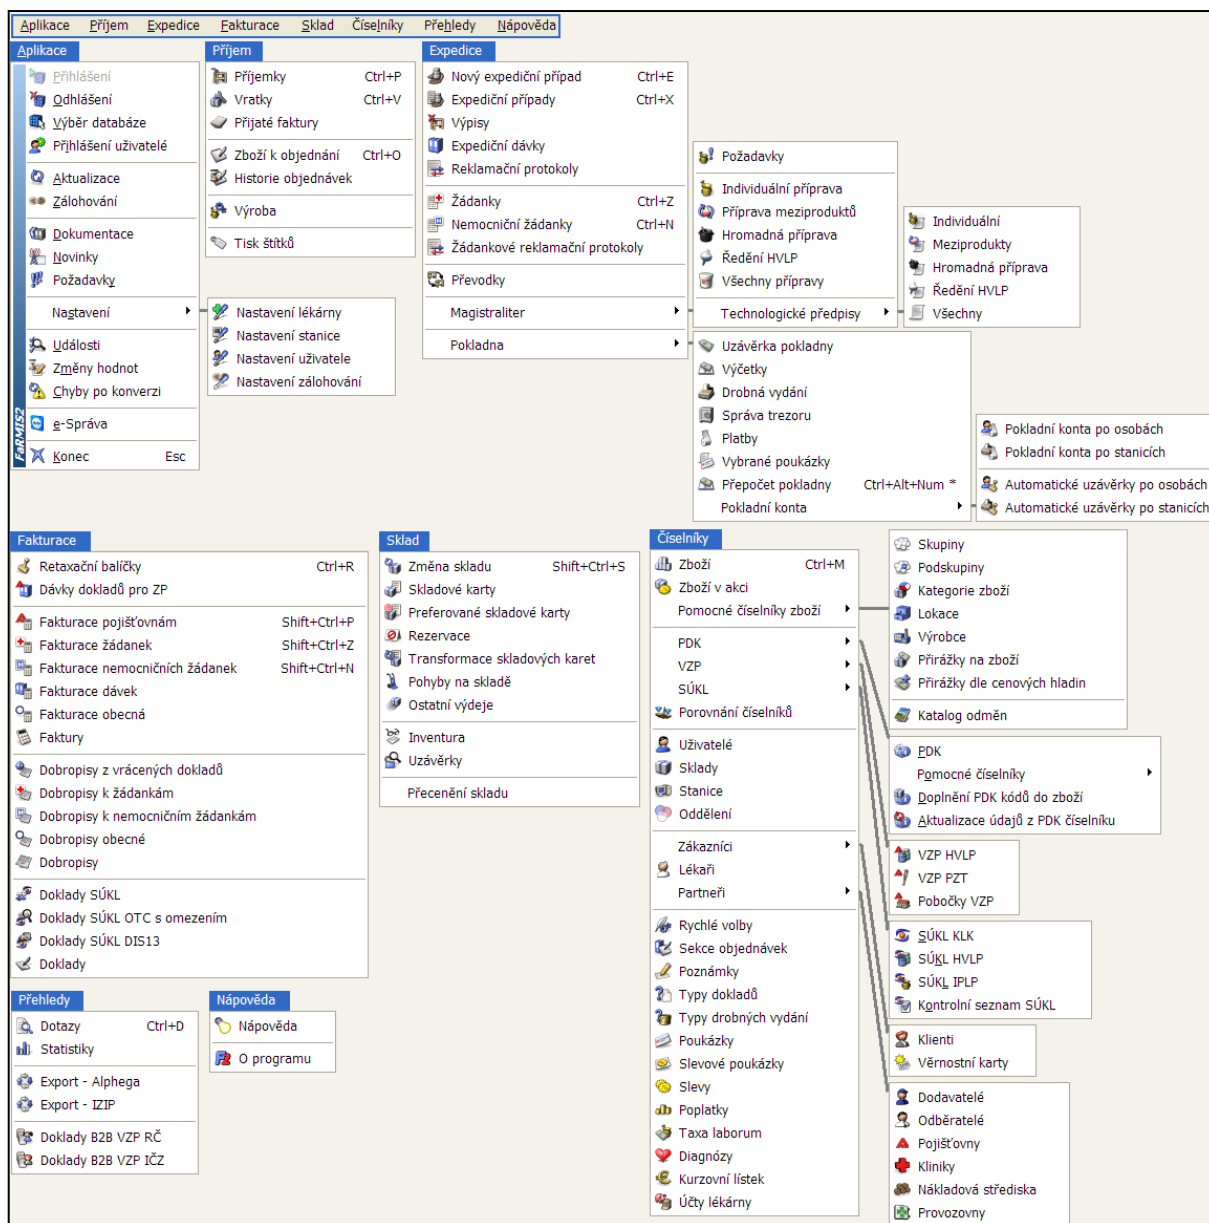 Aplikace Příjem Expedice Fakturace Sklad Číselníky Přehledy Nápověda
Aplikace
Přihlášení
Odhlášení
Výběr databáze
Přihlášení uživatelé
Aktualizace
Zálohování
Dokumentace
Novinky
Požadavky
Nastavení
Události
Změny hodnot
Chyby po konverzi
e-Správa
Konec Esc
FaRMIS2
Nastavení lékárny
Nastavení stanice
Nastavení uživatele
Nastavení zálohování
Příjem
Příjemky Ctrl+P
Vratky Ctrl+V
Přijaté faktury
Zboží k objednání Ctrl+O
Historie objednávek
Výroba
Tisk štítků
Expedice
Nový expediční případ Ctrl+E
Expediční případy Ctrl+X
Výpisy
Expediční dávky
Reklamační protokoly
Žádanky Ctrl+Z
Nemocniční žádanky Ctrl+N
Žádankové reklamační protokoly
Převodky
Magistraliter
Pokladna
Požadavky
Individuální příprava
Příprava meziproduktů
Hromadná příprava
Ředění HVLP
Všechny přípravy
Technologické předpisy
Individuální
Meziprodukty
Hromadná příprava
Ředění HVLP
Všechny
Uzávěrka pokladny
Výčetky
Drobná vydání
Správa trezoru
Platby
Vybrané poukázky
Přepočet pokladny Ctrl+Alt+Num *
Pokladní konta
Pokladní konta po osobách
Pokladní konta po stanicích
Automatické uzávěrky po osobách
Automatické uzávěrky po stanicích
Fakturace
Retaxační balíčky Ctrl+R
Dávky dokladů pro ZP
Fakturace pojišťovnám Shift+Ctrl+P
Fakturace žádanek Shift+Ctrl+Z
Fakturace nemocničních žádanek Shift+Ctrl+N
Fakturace dávek
Fakturace obecná
Faktury
Dobropisy z vrácených dokladů
Dobropisy k žádankám
Dobropisy k nemocničním žádankám
Dobropisy obecné
Dobropisy
Doklady SÚKL
Doklady SÚKL OTC s omezením
Doklady SÚKL DIS13
Doklady
Sklad
Změna skladu Shift+Ctrl+S
Skladové karty
Preferované skladové karty
Rezervace
Transformace skladových karet
Pohyby na skladě
Ostatní výdeje
Inventura
Uzávěrky
Přecenění skladu
Číselníky
Zboží Ctrl+M
Zboží v akci
Pomocné číselníky zboží
PDK
VZP
SÚKL
Porovnání číselníků
Uživatelé
Sklady
Stanice
Oddělení
Zákazníci
Lékaři
Partneři
Rychlé volby
Sekce objednávek
Poznámky
Typy dokladů
Typy drobných vydání
Poukázky
Slevové poukázky
Slevy
Poplatky
Taxa laborum
Diagnózy
Kurzovní lístek
Účty lékárny
Skupiny
Podskupiny
Kategorie zboží
Lokace
Výrobce
Přirážky na zboží
Přirážky dle cenových hladin
Katalog odměn
PDK
Pomocné číselníky
Doplnění PDK kódů do zboží
Aktualizace údajů z PDK číselníku
VZP HVLP
VZP PZT
Pobočky VZP
SÚKL KLK
SÚKL HVLP
SÚKL IPLP
Kontrolní seznam SÚKL
Klienti
Věrnostní karty
Dodavatelé
Odběratelé
Pojišťovny
Kliniky
Nákladová střediska
Provozovny
Přehledy
Dotazy Ctrl+D
Statistiky
Export - Alphega
Export - IZIP
Doklady B2B VZP RČ
Doklady B2B VZP IČZ
Nápověda
Nápověda
O programu